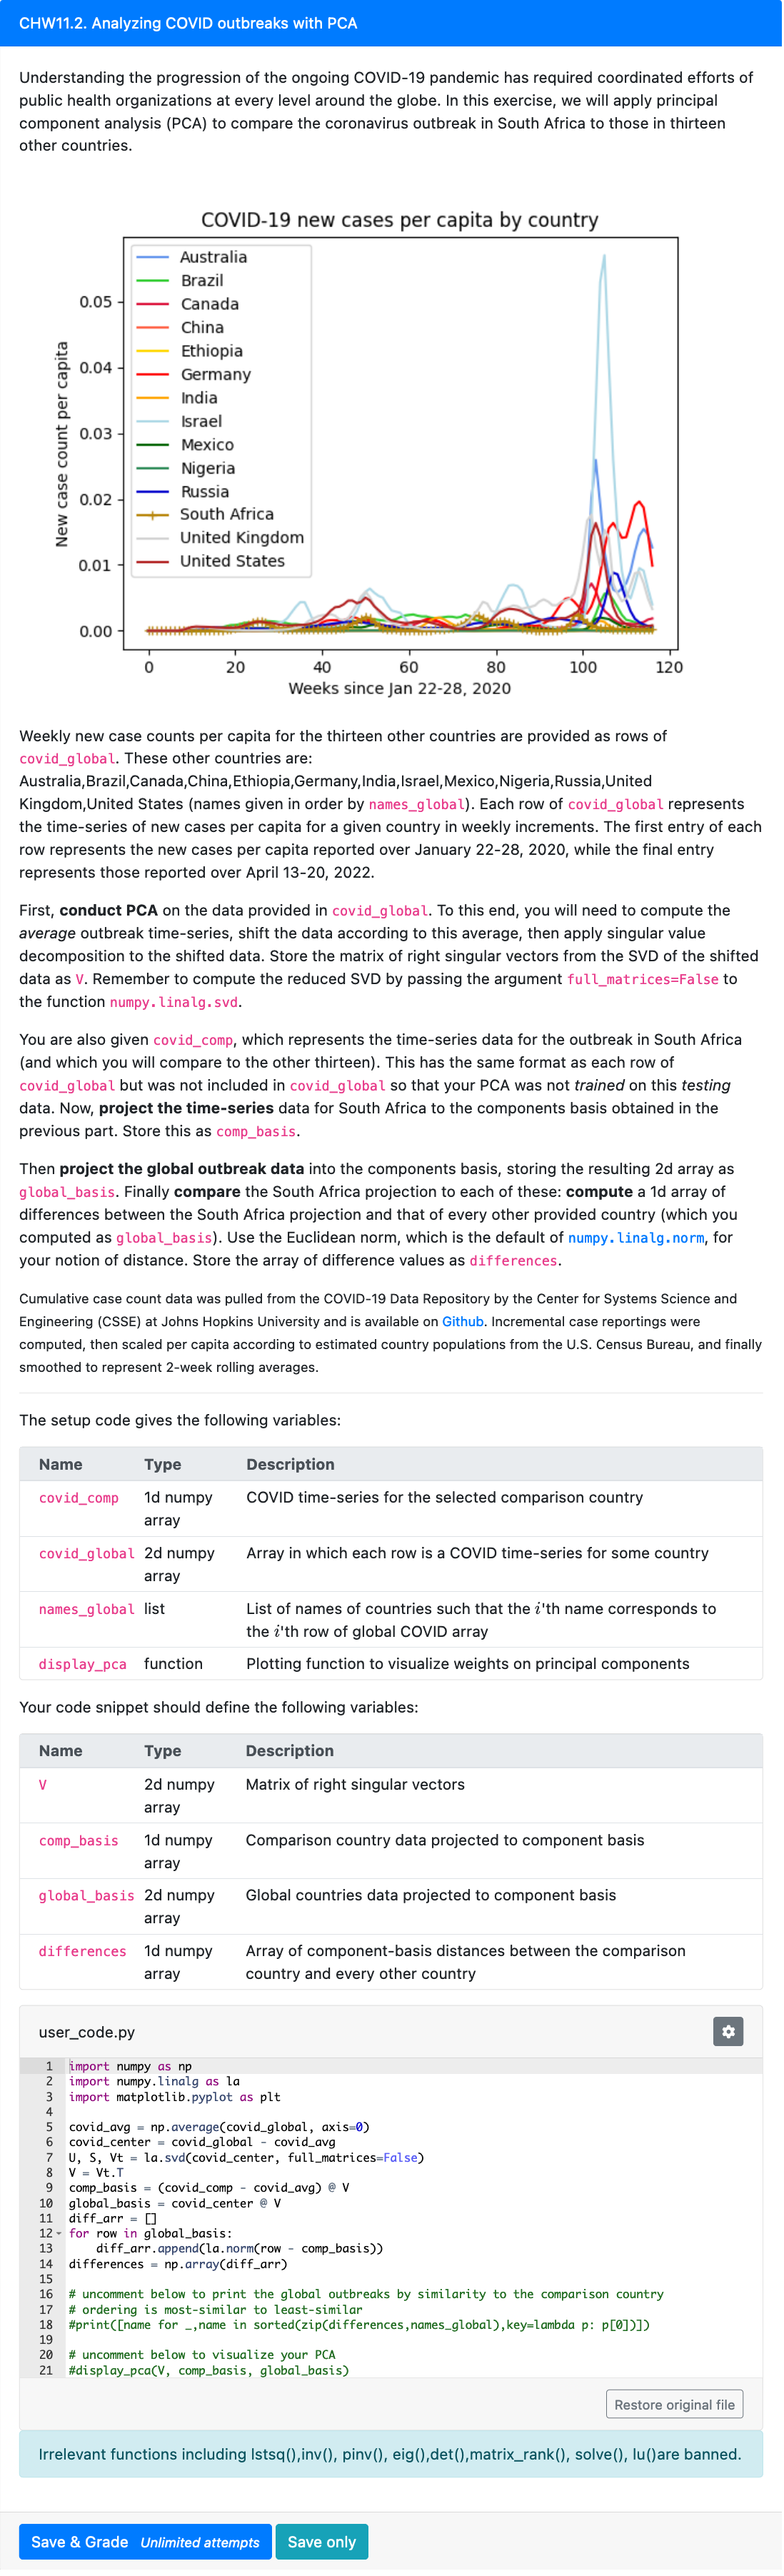 CHW11.2. Analyzing COVID outbreaks with PCA
Understanding the progression of the ongoing COVID-19 pandemic has required coordinated efforts of
public health organizations at every level around the globe. In this exercise, we will apply principal
component analysis (PCA) to compare the coronavirus outbreak in South Africa to those in thirteen
other countries.
COVID-19 new cases per capita by country
Australia
Brazil
Canada
China
Ethiopia
Germany
India
Israel
Mexico
Nigeria
Russia
South Africa
United Kingdom
United States
0.05
0.04
0.03
0.02
0.01
0.00
New case count per capita
0 20 40 60 80 100 120
Weeks since Jan 22-28, 2020
Weekly new case counts per capita for the thirteen other countries are provided as rows of
covid_global. These other countries are:
Australia,Brazil,Canada,China,Ethiopia,Germany,India,Israel,Mexico,Nigeria,Russia,United
Kingdom,United States (names given in order by names_global). Each row of covid_global represents
the time-series of new cases per capita for a given country in weekly increments. The first entry of each
row represents the new cases per capita reported over January 22-28, 2020, while the final entry
represents those reported over April 13-20, 2022.
First, conduct PCA on the data provided in covid_global. To this end, you will need to compute the
average outbreak time-series, shift the data according to this average, then apply singular value
decomposition to the shifted data. Store the matrix of right singular vectors from the SVD of the shifted
data as V. Remember to compute the reduced SVD by passing the argument full_matrices=False to
the function numpy.linalg.svd.
You are also given covid_comp, which represents the time-series data for the outbreak in South Africa
(and which you will compare to the other thirteen). This has the same format as each row of
covid_global but was not included in covid_global so that your PCA was not trained on this testing
data. Now, project the time-series data for South Africa to the components basis obtained in the
previous part. Store this as comp_basis.
Then project the global outbreak data into the components basis, storing the resulting 2d array as
global_basis. Finally compare the South Africa projection to each of these: compute a 1d array of
differences between the South Africa projection and that of every other provided country (which you
computed as global_basis). Use the Euclidean norm, which is the default of numpy.linalg.norm, for
your notion of distance. Store the array of difference values as differences.
Cumulative case count data was pulled from the COVID-19 Data Repository by the Center for Systems Science and
Engineering (CSSE) at Johns Hopkins University and is available on Github. Incremental case reportings were
computed, then scaled per capita according to estimated country populations from the U.S. Census Bureau, and finally
smoothed to represent 2-week rolling averages.
The setup code gives the following variables:
Name Type Description
covid_comp 1d numpy array COVID time-series for the selected comparison country
covid_global 2d numpy array Array in which each row is a COVID time-series for some country
names_global list List of names of countries such that the i'th name corresponds to
the i'th row of global COVID array
display_pca function Plotting function to visualize weights on principal components
Your code snippet should define the following variables:
Name Type Description
V 2d numpy array Matrix of right singular vectors
comp_basis 1d numpy array Comparison country data projected to component basis
global_basis 2d numpy array Global countries data projected to component basis
differences 1d numpy array Array of component-basis distances between the comparison
country and every other country
user_code.py
1 import numpy as np
2 import numpy.linalg as la
3 import matplotlib.pyplot as plt
4
5 covid_avg = np.average(covid_global, axis=0)
6 covid_center = covid_global - covid_avg
7 U, S, Vt = la.svd(covid_center, full_matrices=False)
8 V = Vt.T
9 comp_basis = (covid_comp - covid_avg) @ V
10 global_basis = covid_center @ V
11 diff_arr = []
12 for row in global_basis:
13 diff_arr.append(la.norm(row - comp_basis))
14 differences = np.array(diff_arr)
15
16 # uncomment below to print the global outbreaks by similarity to the comparison country
17 # ordering is most-similar to least-similar
18 #print([name for _,name in sorted(zip(differences,names_global),key=lambda p: p[0])])
19
20 # uncomment below to visualize your PCA
21 #display_pca(V, comp_basis, global_basis)
Restore original file
Irrelevant functions including lstsq(),inv(), pinv(), eig(),det(),matrix_rank(), solve(), lu()are banned.
Save & Grade Unlimited attempts Save only